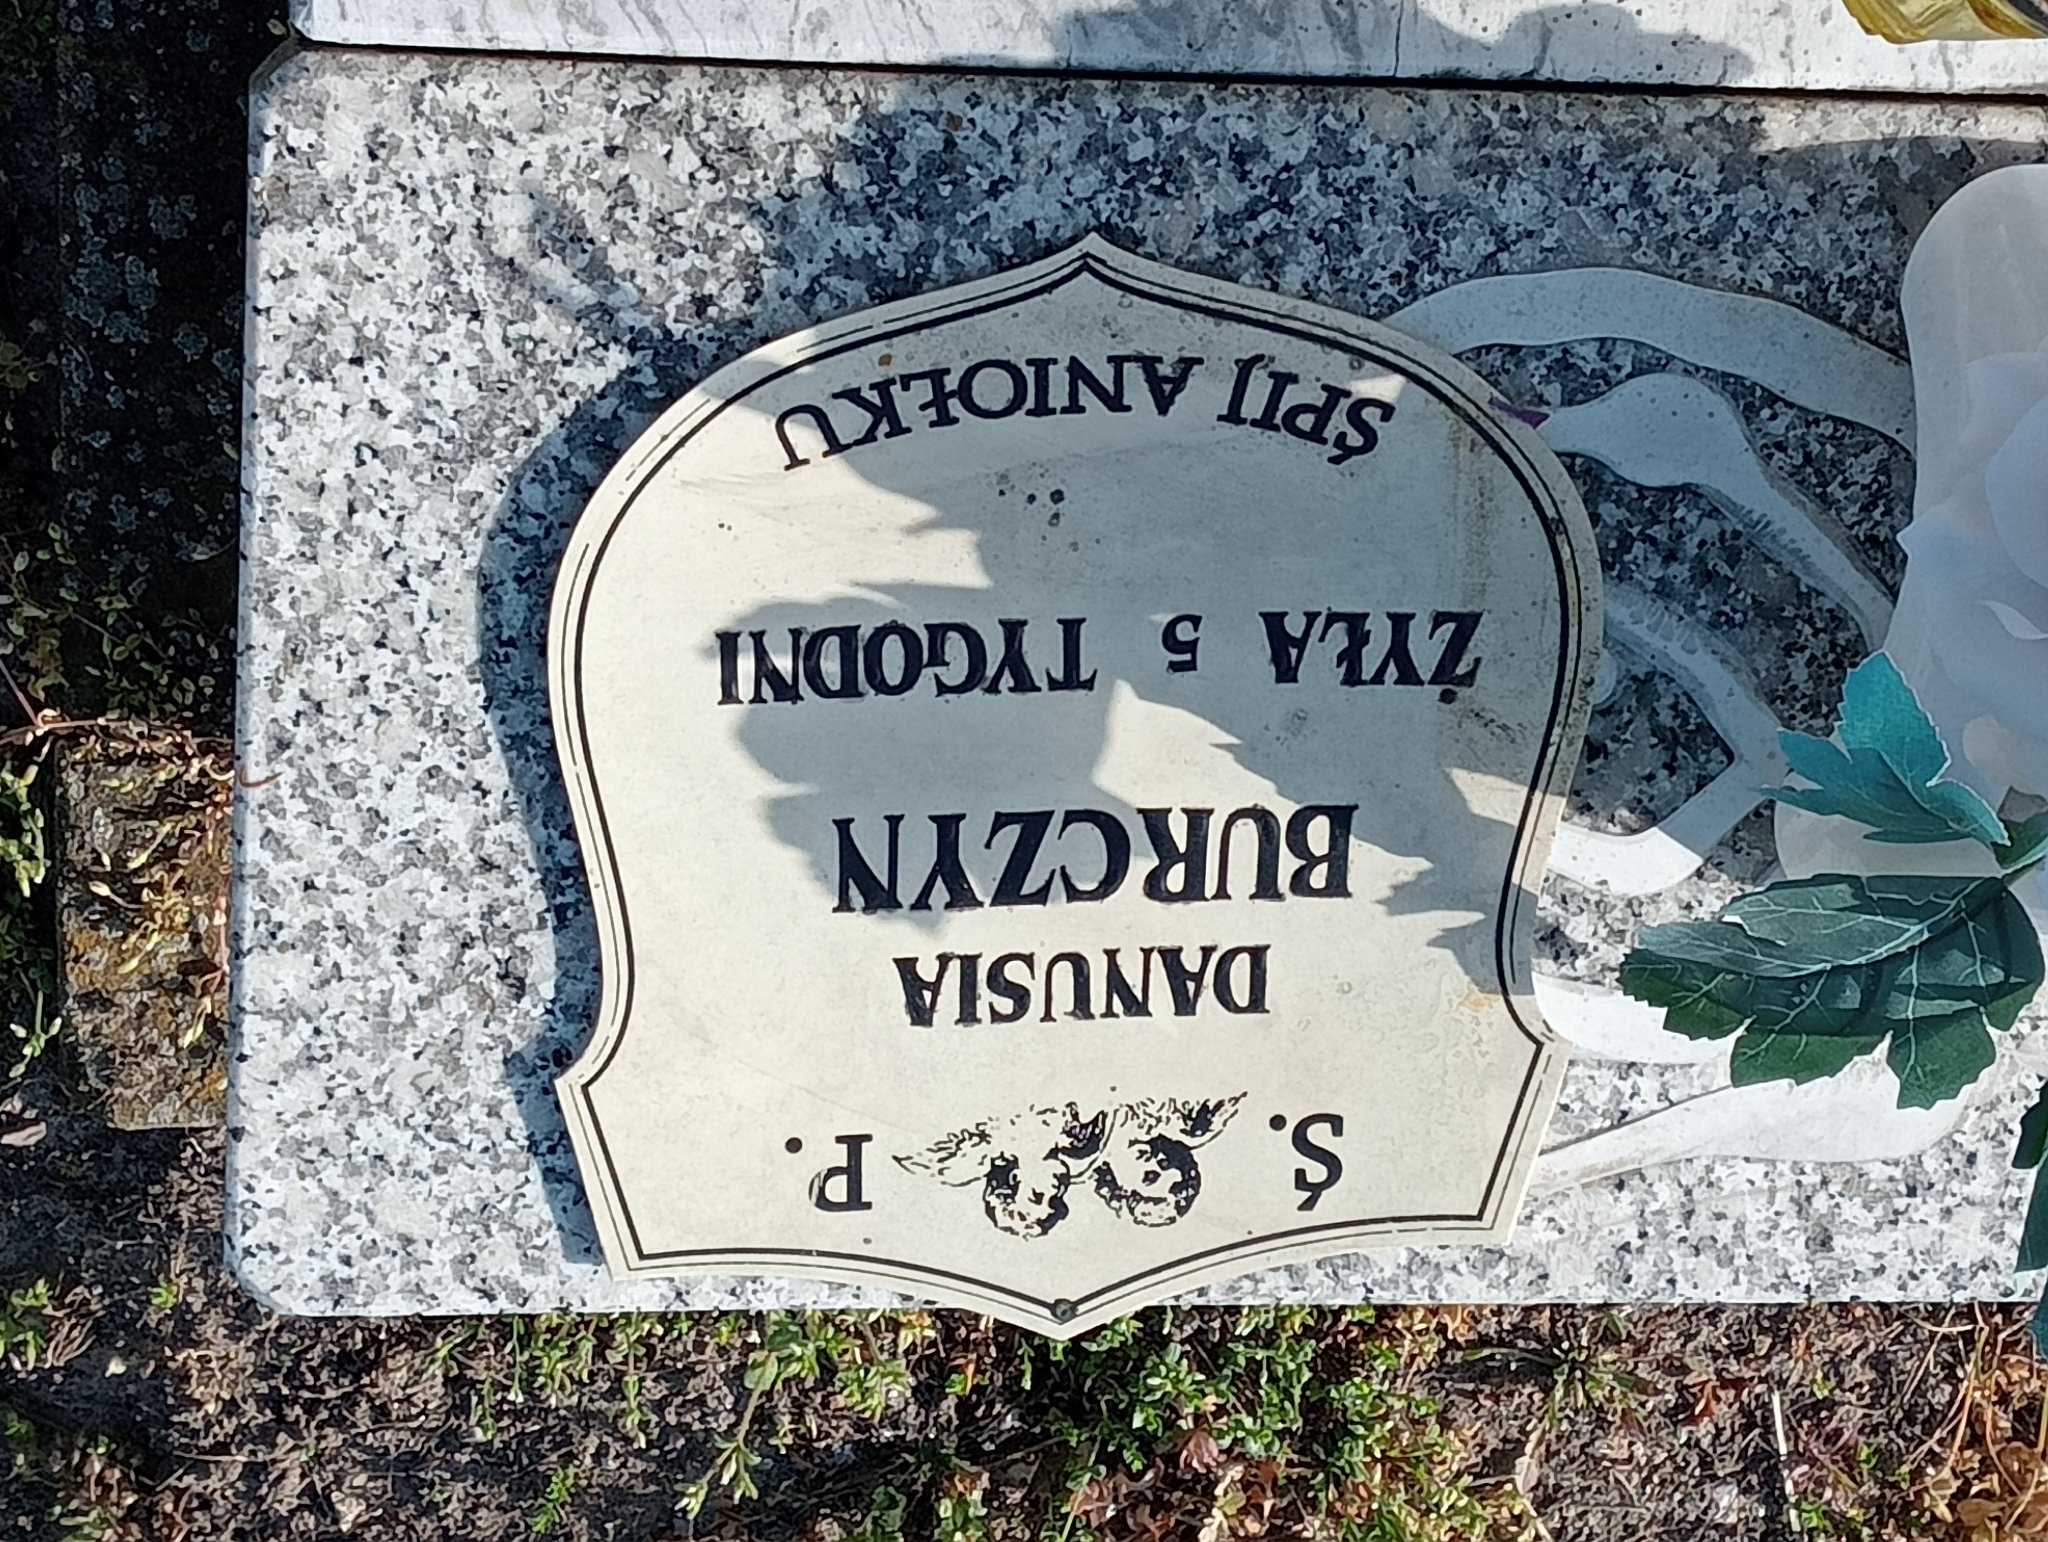 Ś. P.
DANUSIA
BURCZYN
ŻYŁA 5 TYGODNI
ŚPIJ ANIOŁKU